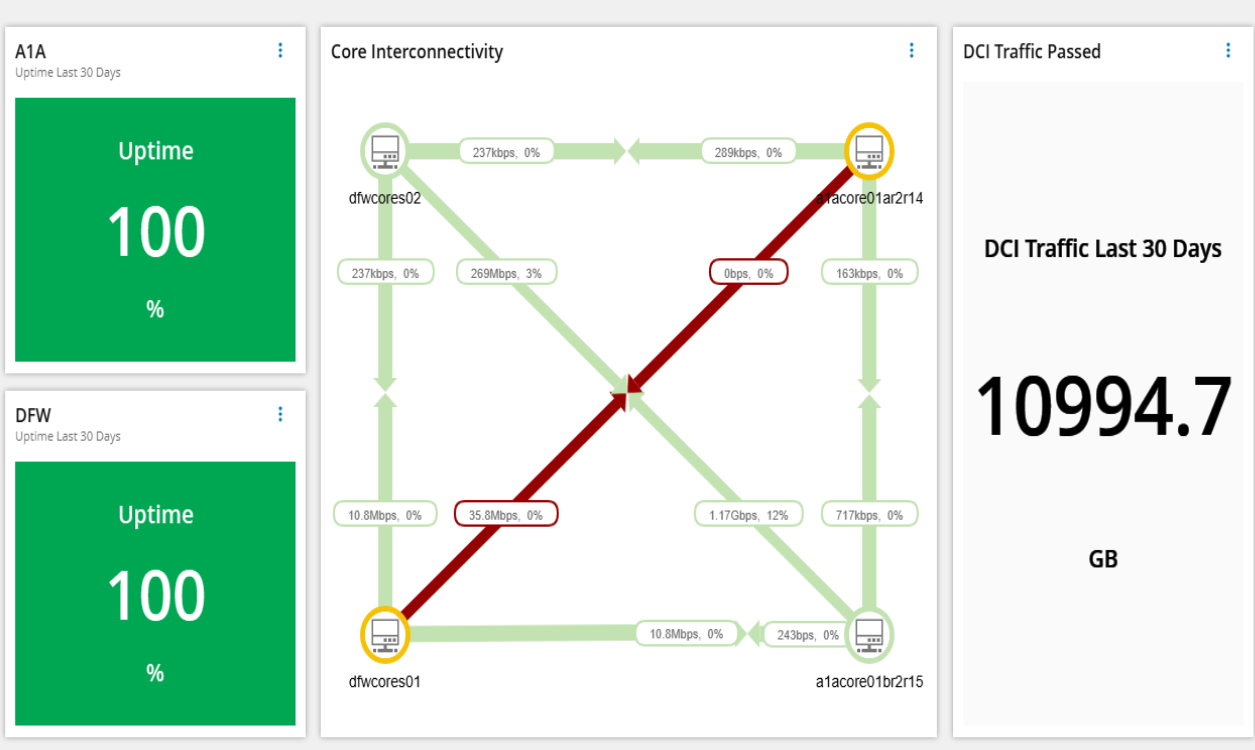 A1A
Uptime Last 30 Days
Uptime
100
%
DFW
Uptime Last 30 Days
Uptime
100
%
Core Interconnectivity
237kbps, 0%
289kbps, 0%
dfwcores02
a1acore01ar2r14
237kbps, 0%
269Mbps, 3%
0bps, 0%
163kbps, 0%
10.8Mbps, 0%
35.8Mbps, 0%
1.17Gbps, 12%
717kbps, 0%
10.8Mbps, 0%
243bps, 0%
dfwcores01
a1acore01br2r15
DCI Traffic Passed
DCI Traffic Last 30 Days
10994.7
GB